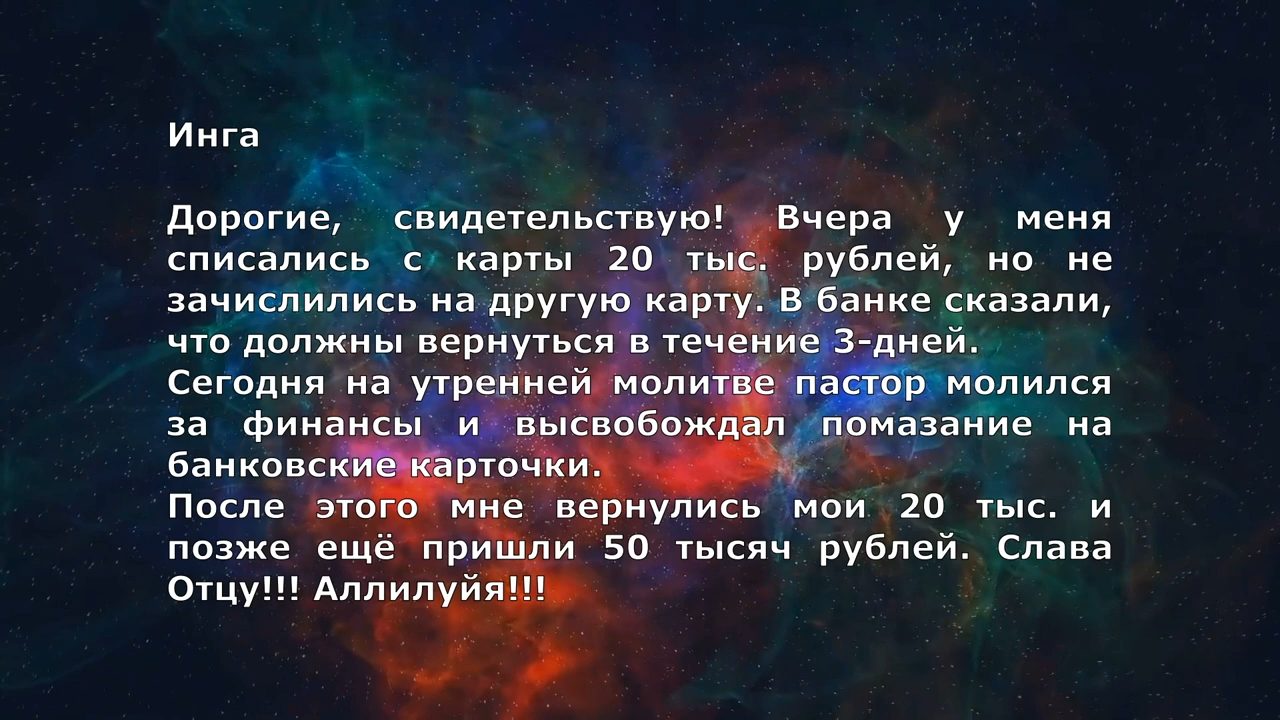 Инга
Дорогие, свидетельствую! Вчера у меня
списались с карты 20 тыс. рублей, но не
зачислились на другую карту. В банке сказали,
что должны вернуться в течение 3-дней.
Сегодня на утренней молитве пастор молился
за финансы и высвобождал помазание на
банковские карточки.
После этого мне вернулись мои 20 тыс. и
позже ещё пришли 50 тысяч рублей. Слава
Отцу!!! Аллилуйя!!!